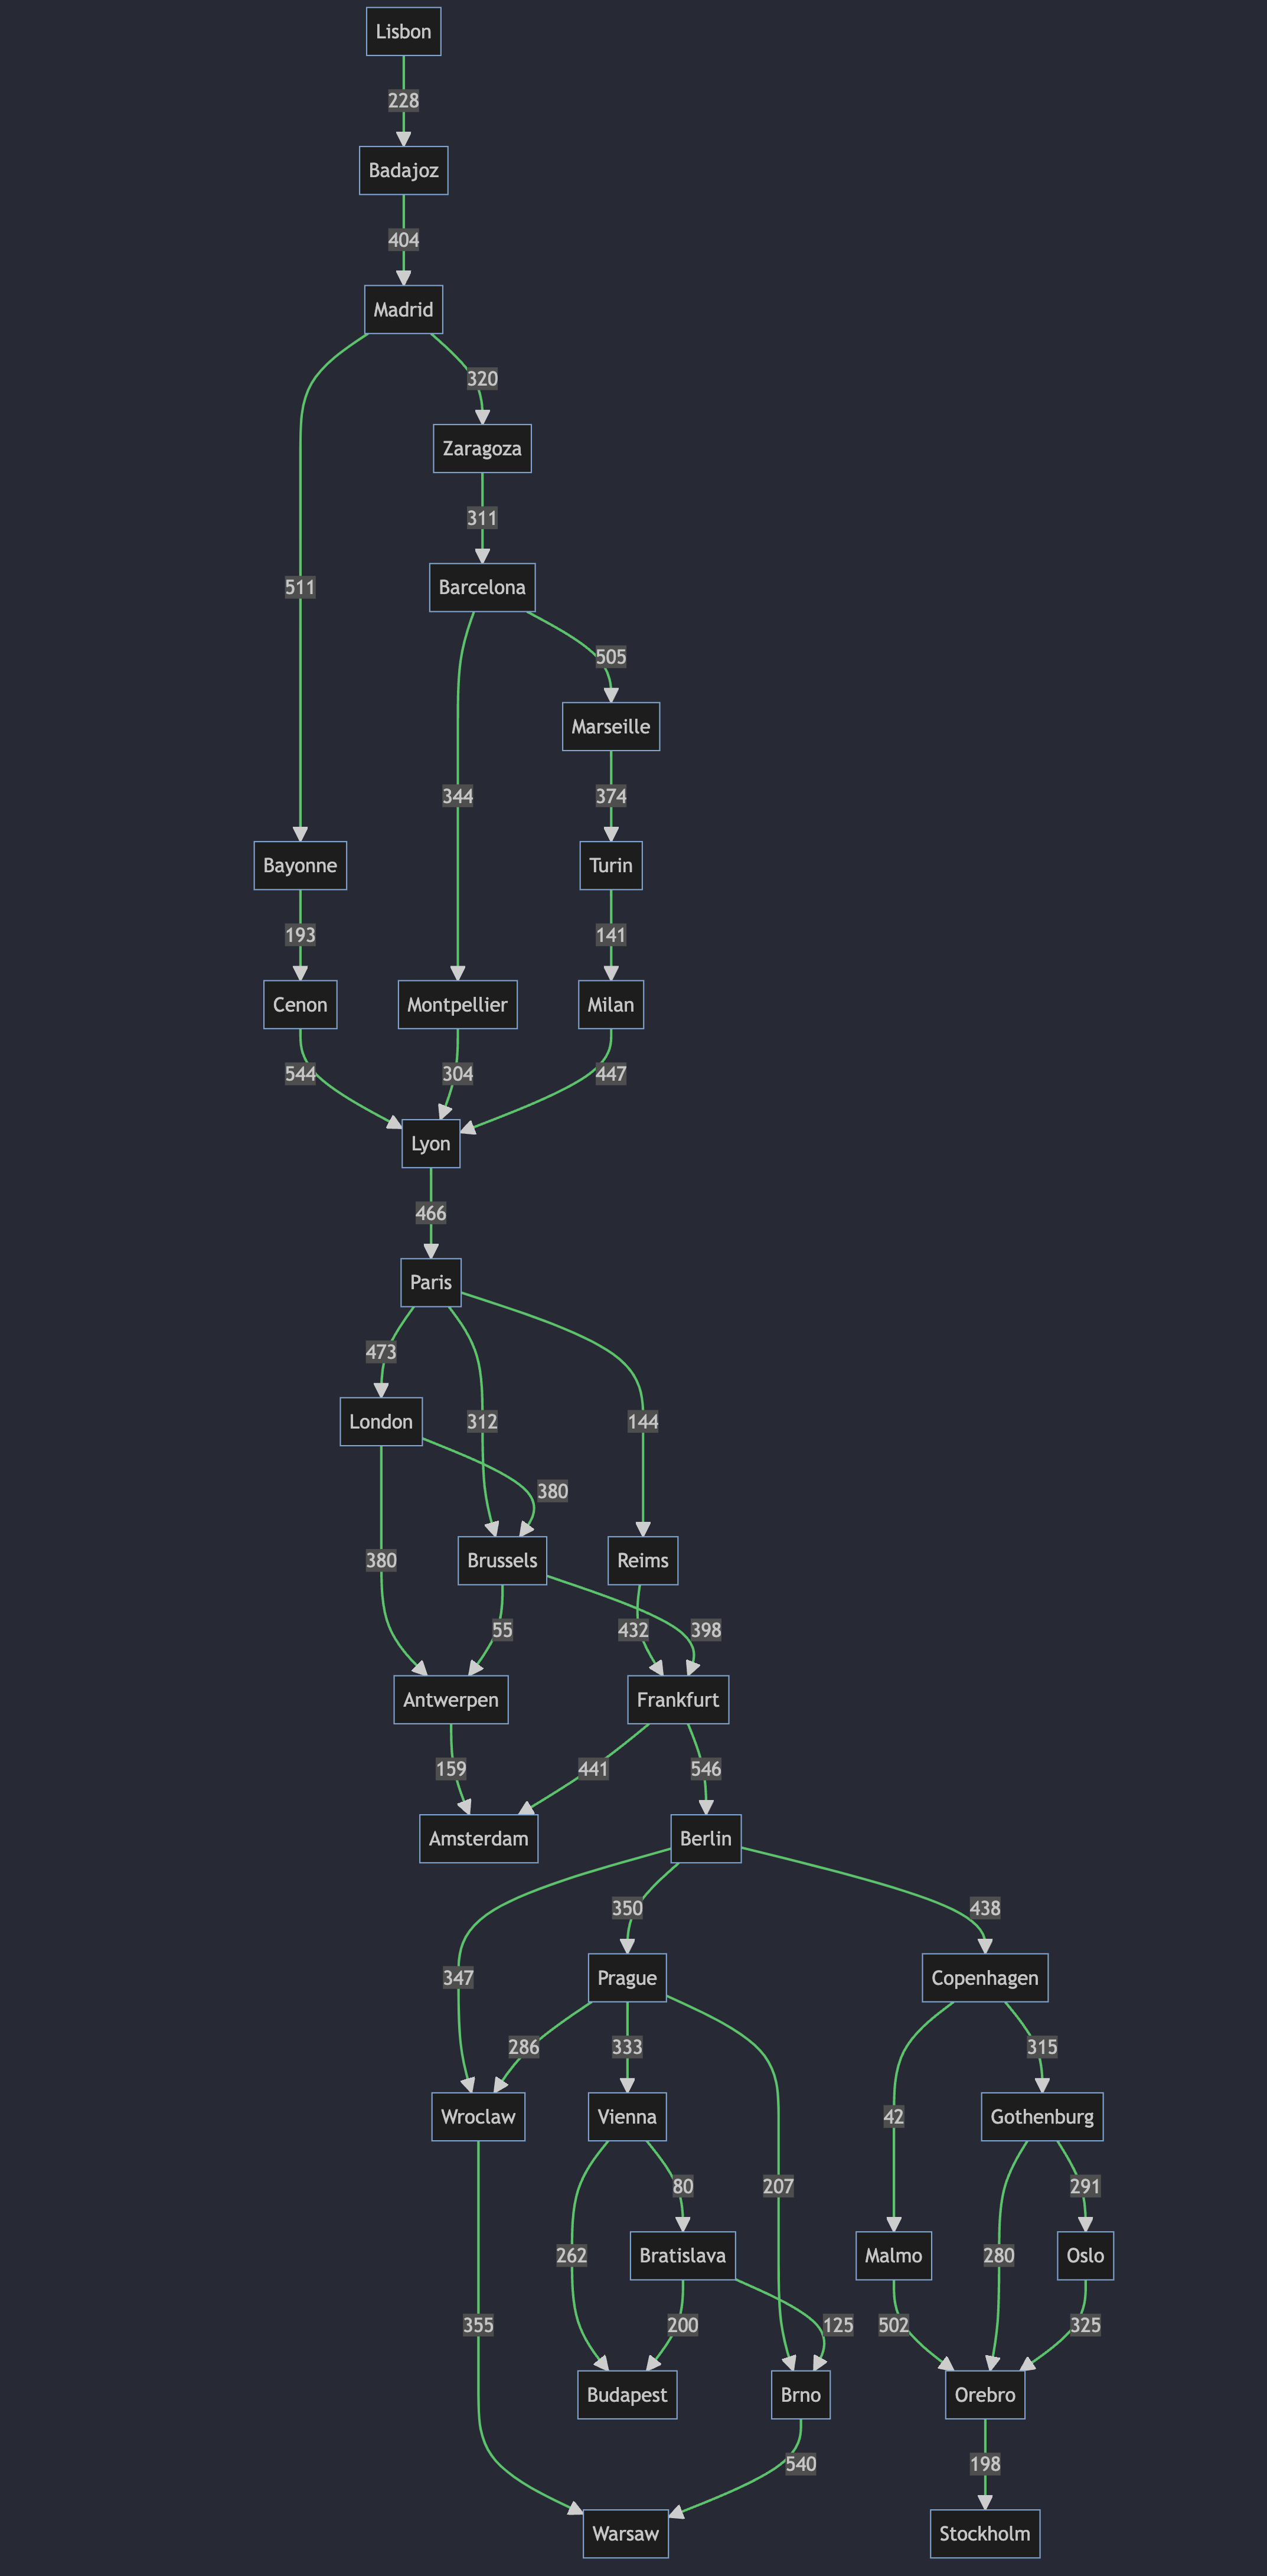 Lisbon
228
Badajoz
404
Madrid
320
Zaragoza
311
511
Barcelona
505
Marseille
344
374
Bayonne
Turin
193
141
Cenon
Montpellier
Milan
544
304
447
Lyon
466
Paris
473
London
312
144
380
380
Brussels
Reims
55
432
398
Antwerpen
Frankfurt
159
441
546
Amsterdam
Berlin
350
438
347
Prague
Copenhagen
286
333
315
42
Wroclaw
Vienna
Gothenburg
80
207
291
262
Bratislava
Malmo
280
Oslo
355
200
125
502
325
Budapest
Brno
Orebro
540
198
Warsaw
Stockholm